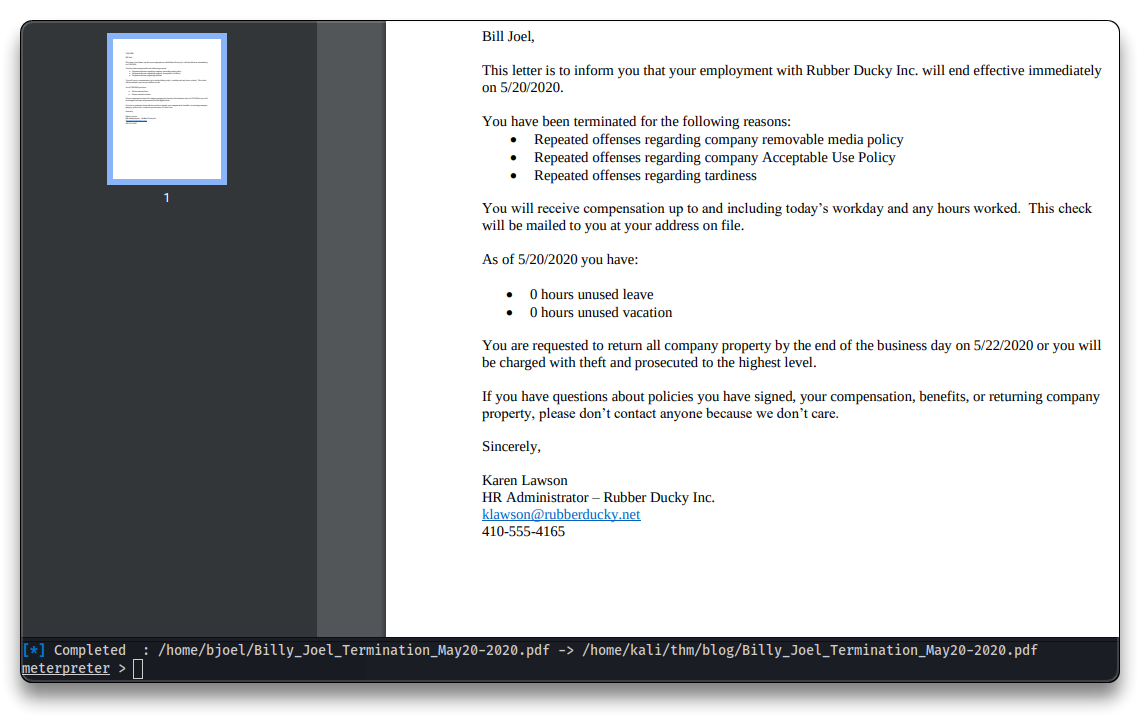 Bill Joel,
This letter is to inform you that your employment with Rubber Ducky Inc. will end effective immediately
on 5/20/2020.
You have been terminated for the following reasons:
• Repeated offenses regarding company removable media policy
• Repeated offenses regarding company Acceptable Use Policy
• Repeated offenses regarding tardiness
You will receive compensation up to and including today’s workday and any hours worked.  This check
will be mailed to you at your address on file.
As of 5/20/2020 you have:
• 0 hours unused leave
• 0 hours unused vacation
You are requested to return all company property by the end of the business day on 5/22/2020 or you will
be charged with theft and prosecuted to the highest level.
If you have questions about policies you have signed, your compensation, benefits, or returning company
property, please don’t contact anyone because we don’t care.
Sincerely,
Karen Lawson
HR Administrator – Rubber Ducky Inc.
klawson@rubberducky.net
410-555-4165
1
[*] Completed  : /home/bjoel/Billy_Joel_Termination_May20-2020.pdf -> /home/kali/thm/blog/Billy_Joel_Termination_May20-2020.pdf
meterpreter >